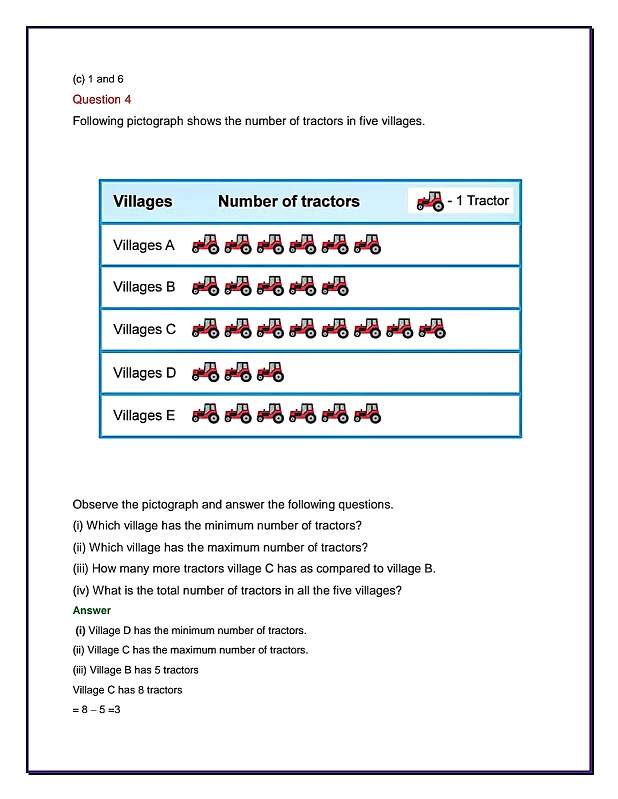 (c) 1 and 6
Question 4
Following pictograph shows the number of tractors in five villages.
Villages Number of tractors - 1 Tractor
Villages A
Villages B
Villages C
Villages D
Villages E
Observe the pictograph and answer the following questions.
(i) Which village has the minimum number of tractors?
(ii) Which village has the maximum number of tractors?
(iii) How many more tractors village C has as compared to village B.
(iv) What is the total number of tractors in all the five villages?
Answer
(i) Village D has the minimum number of tractors.
(ii) Village C has the maximum number of tractors.
(iii) Village B has 5 tractors
Village C has 8 tractors
= 8 – 5 =3